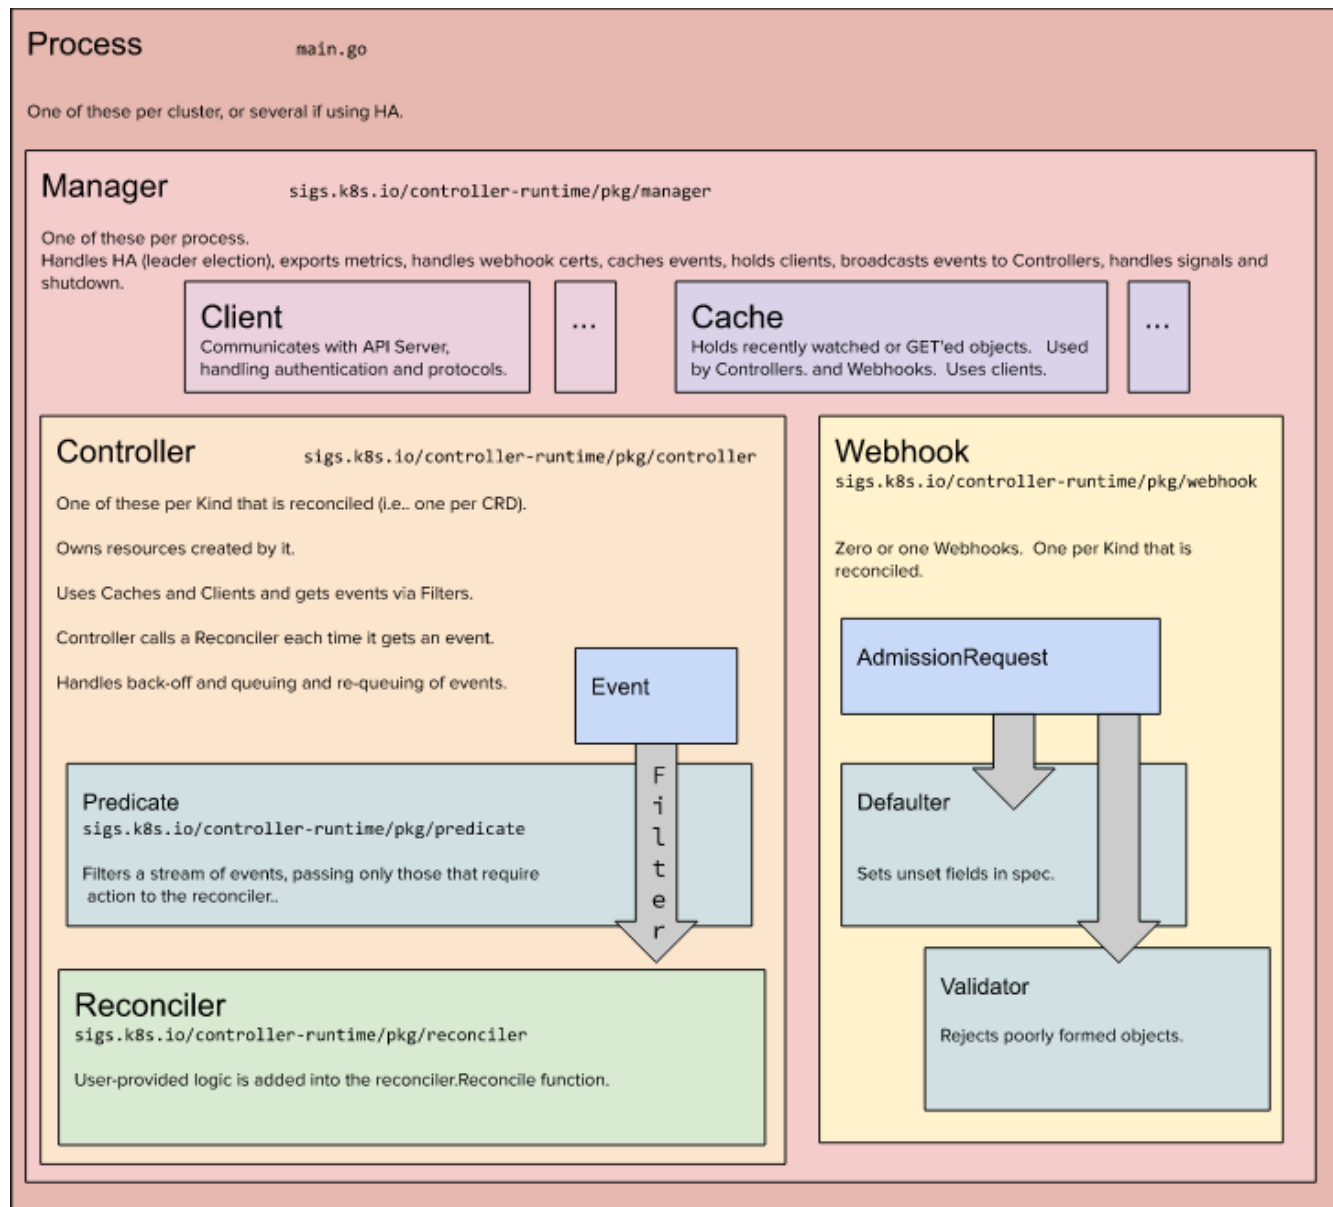 Process main.go
One of these per cluster, or several if using HA.
Manager sigs.k8s.io/controller-runtime/pkg/manager
One of these per process.
Handles HA (leader election), exports metrics, handles webhook certs, caches events, holds clients, broadcasts events to Controllers, handles signals and
shutdown.
Client
Communicates with API Server,
handling authentication and protocols.
...
Cache
Holds recently watched or GET'ed objects. Used
by Controllers. and Webhooks. Uses clients.
...
Controller sigs.k8s.io/controller-runtime/pkg/controller
One of these per Kind that is reconciled (i.e.. one per CRD).
Owns resources created by it.
Uses Caches and Clients and gets events via Filters.
Controller calls a Reconciler each time it gets an event.
Handles back-off and queuing and re-queuing of events.
Event
Filter
Predicate
sigs.k8s.io/controller-runtime/pkg/predicate
Filters a stream of events, passing only those that require
action to the reconciler..
Reconciler
sigs.k8s.io/controller-runtime/pkg/reconciler
User-provided logic is added into the reconciler.Reconcile function.
Webhook
sigs.k8s.io/controller-runtime/pkg/webhook
Zero or one Webhooks. One per Kind that is
reconciled.
AdmissionRequest
Defaulter
Sets unset fields in spec.
Validator
Rejects poorly formed objects.